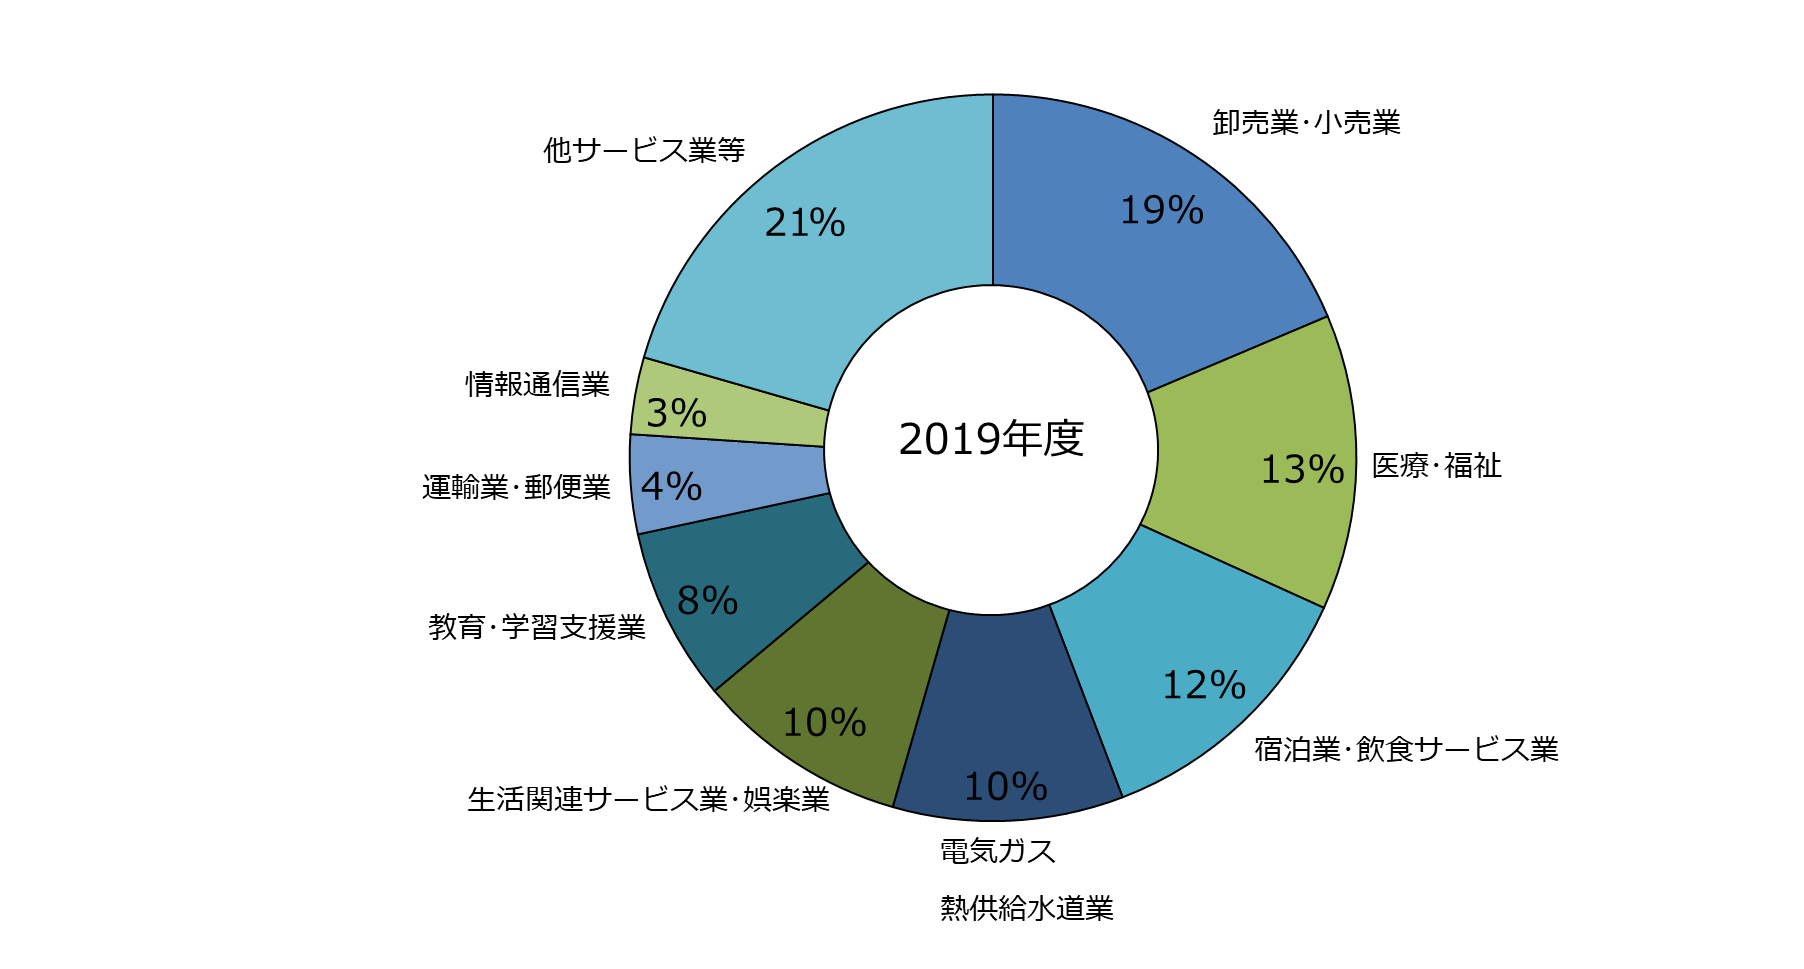 卸売業･小売業
19%
医療･福祉
13%
12%
宿泊業･飲食サービス業
10%
電気ガス
熱供給水道業
10%
生活関連サービス業･娯楽業
8%
教育･学習支援業
4%
運輸業･郵便業
3%
情報通信業
21%
他サービス業等
2019年度